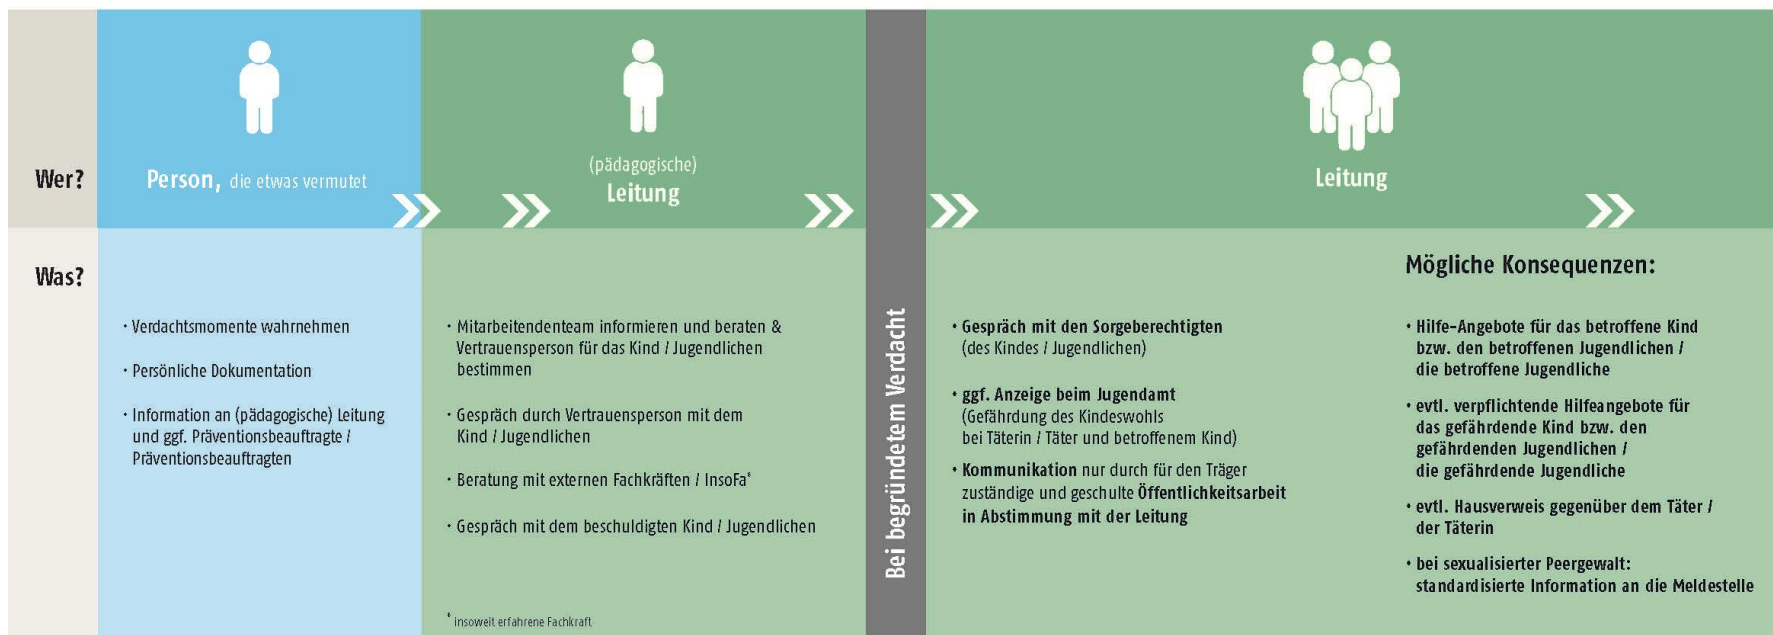 Wer?
Person, die etwas vermutet
(pädagogische)
Leitung
Leitung
Was?
· Verdachtsmomente wahrnehmen
· Persönliche Dokumentation
· Information an (pädagogische) Leitung
und ggf. Präventionsbeauftragte /
Präventionsbeauftragten
· Mitarbeitendenteam informieren und beraten &
Vertrauensperson für das Kind / Jugendlichen
bestimmen
· Gespräch durch Vertrauensperson mit dem
Kind / Jugendlichen
· Beratung mit externen Fachkräften / InsoFa*
· Gespräch mit dem beschuldigten Kind / Jugendlichen
* insoweit erfahrene Fachkraft
Bei begründetem Verdacht
· Gespräch mit den Sorgeberechtigten
(des Kindes / Jugendlichen)
· ggf. Anzeige beim Jugendamt
(Gefährdung des Kindeswohls
bei Täterin / Täter und betroffenem Kind)
· Kommunikation nur durch für den Träger
zuständige und geschulte Öffentlichkeitsarbeit
in Abstimmung mit der Leitung
Mögliche Konsequenzen:
· Hilfe-Angebote für das betroffene Kind
bzw. den betroffenen Jugendlichen /
die betroffene Jugendliche
· evtl. verpflichtende Hilfeangebote für
das gefährdende Kind bzw. den
gefährdenden Jugendlichen /
die gefährdende Jugendliche
· evtl. Hausverweis gegenüber dem Täter /
der Täterin
· bei sexualisierter Peergewalt:
standardisierte Information an die Meldestelle